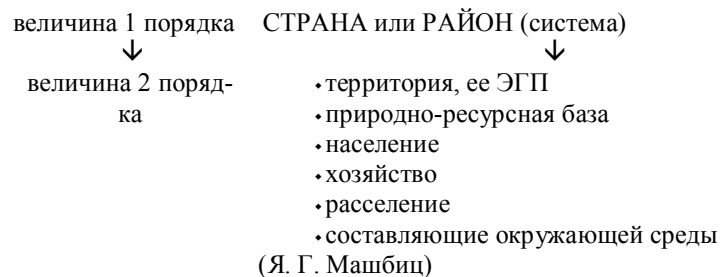 величина 1 порядка СТРАНА или РАЙОН (система)
↓ ↓
величина 2 поряд- •территория, ее ЭГП
ка •природно-ресурсная база
•население
•хозяйство
•расселение
•составляющие окружающей среды
(Я. Г. Машбиц)